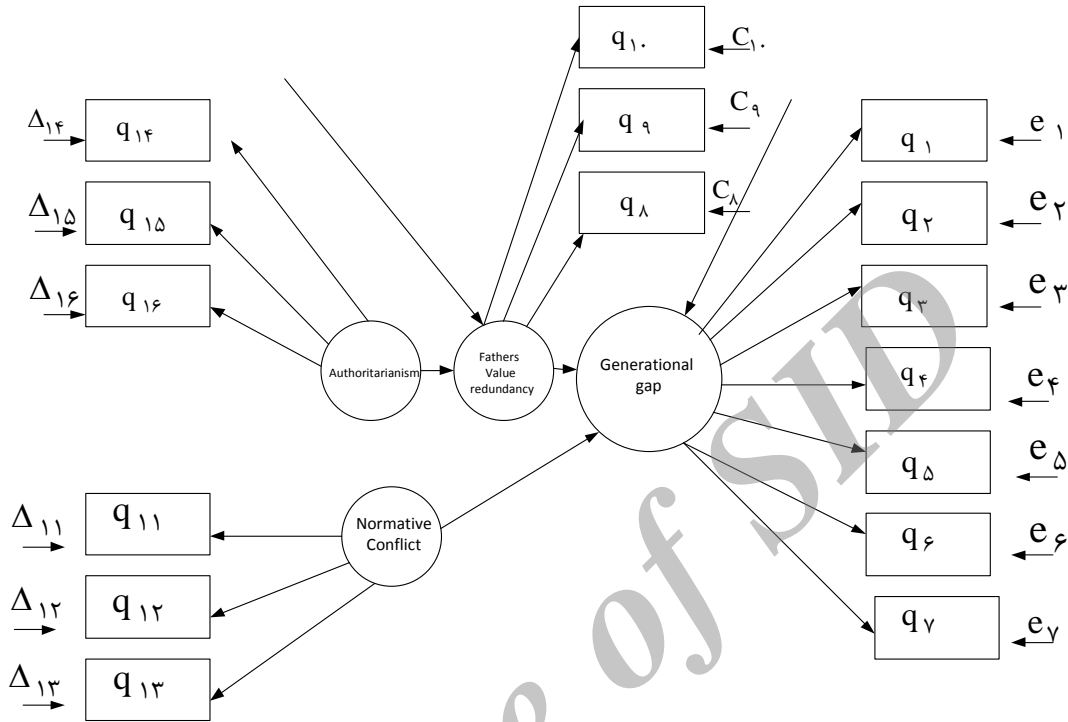 q۱۰
C۱۰
q۹
C۹
q۸
C۸
Δ۱۴
q۱۴
Δ۱۵
q۱۵
Δ۱۶
q۱۶
Authoritarianism
Fathers
Value
redundancy
Generational
gap
q۱
e۱
q۲
e۲
q۳
e۳
q۴
e۴
q۵
e۵
q۶
e۶
q۷
e۷
Normative
Conflict
Δ۱۱
q۱۱
Δ۱۲
q۱۲
Δ۱۳
q۱۳
of SID